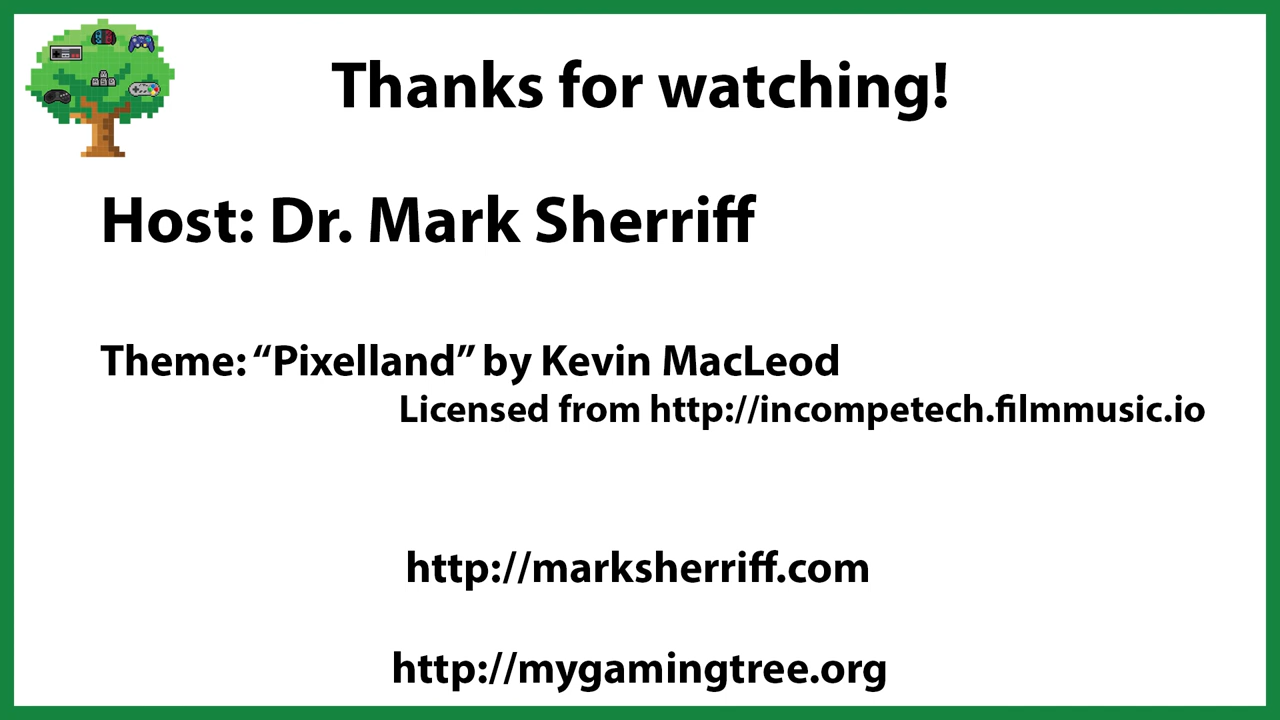 Thanks for watching!
Host: Dr. Mark Sherriff
Theme: “Pixelland” by Kevin MacLeod
Licensed from http://incompetech.filmmusic.io
http://marksherriff.com
http://mygamingtree.org